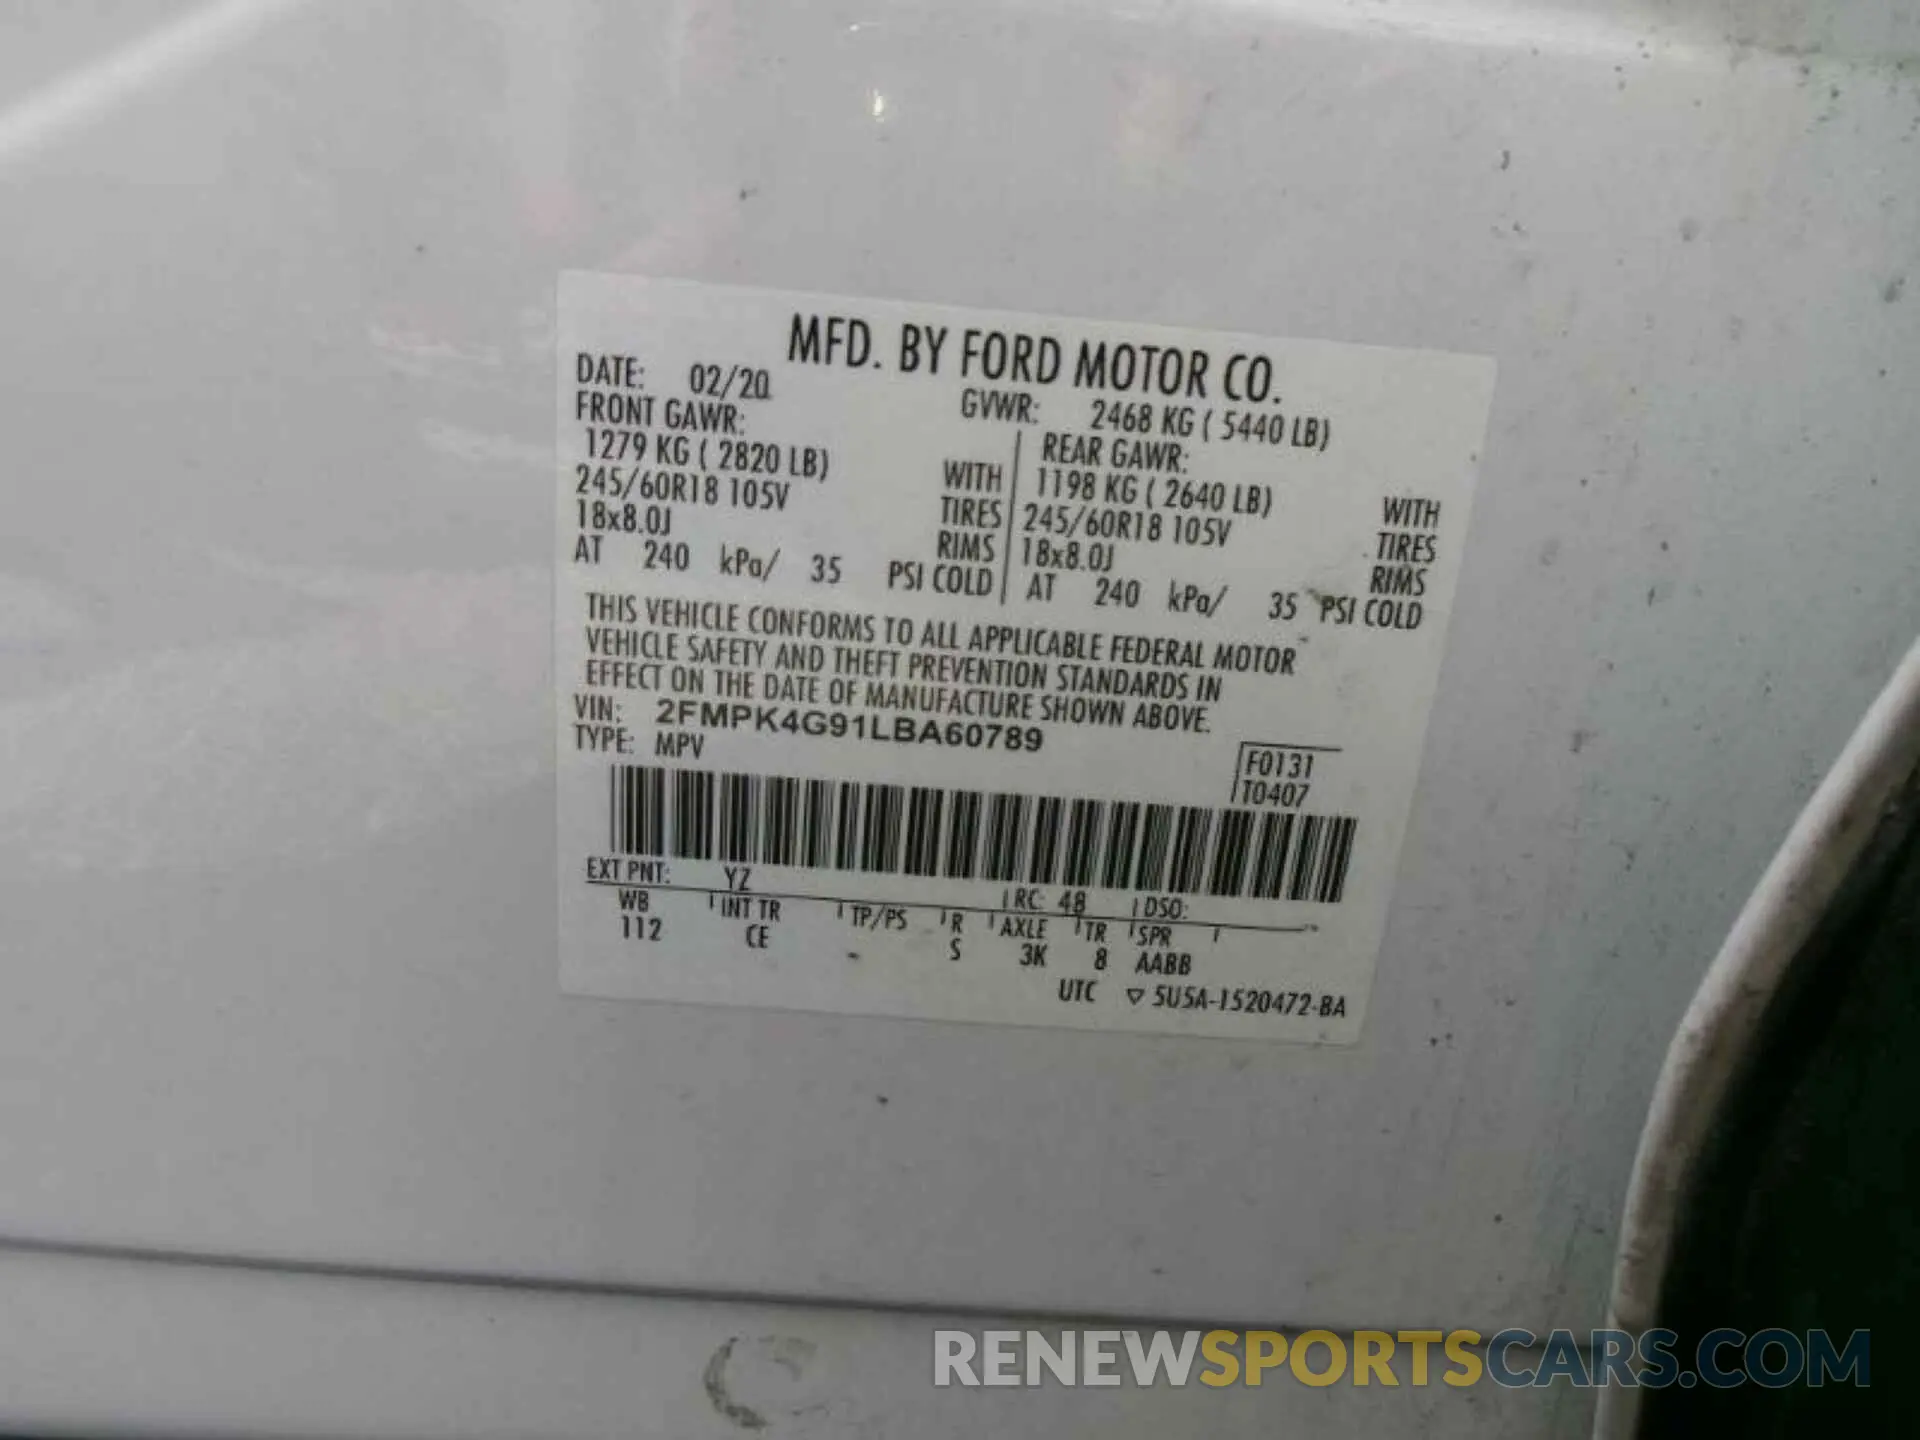 MFD. BY FORD MOTOR CO.
DATE: 02/20 GVWR: 2468 KG ( 5440 LB)
FRONT GAWR: REAR GAWR:
1279 KG ( 2820 LB) WITH 1198 KG ( 2640 LB) WITH
245/60R18 105V TIRES 245/60R18 105V TIRES
18x8.0J RIMS 18x8.0J RIMS
AT 240 kPa/ 35 PSI COLD AT 240 kPa/ 35 PSI COLD
THIS VEHICLE CONFORMS TO ALL APPLICABLE FEDERAL MOTOR
VEHICLE SAFETY AND THEFT PREVENTION STANDARDS IN
EFFECT ON THE DATE OF MANUFACTURE SHOWN ABOVE.
VIN: 2FMPK4G91LBA60789
TYPE: MPV
F0131
T0407
EXT PNT: YZ RC: 48 DSO:
WB INT TR TP/PS R AXLE TR SPR
112 CE S 3K 8 AABB
UTC ▽ 5U5A-1520472-BA
RENEWSPORTSCARS.COM